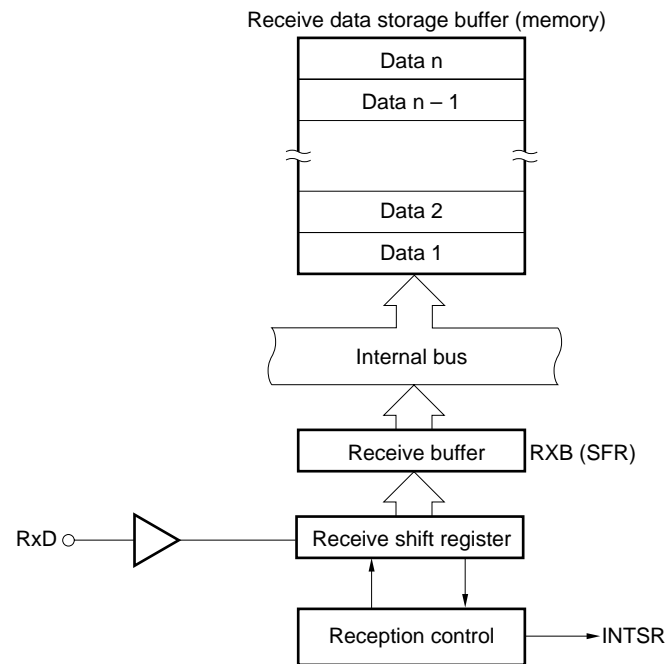 Receive data storage buffer (memory)
Data n
Data n – 1
Data 2
Data 1
Internal bus
Receive buffer
RXB (SFR)
RxD
Receive shift register
Reception control
INTSR